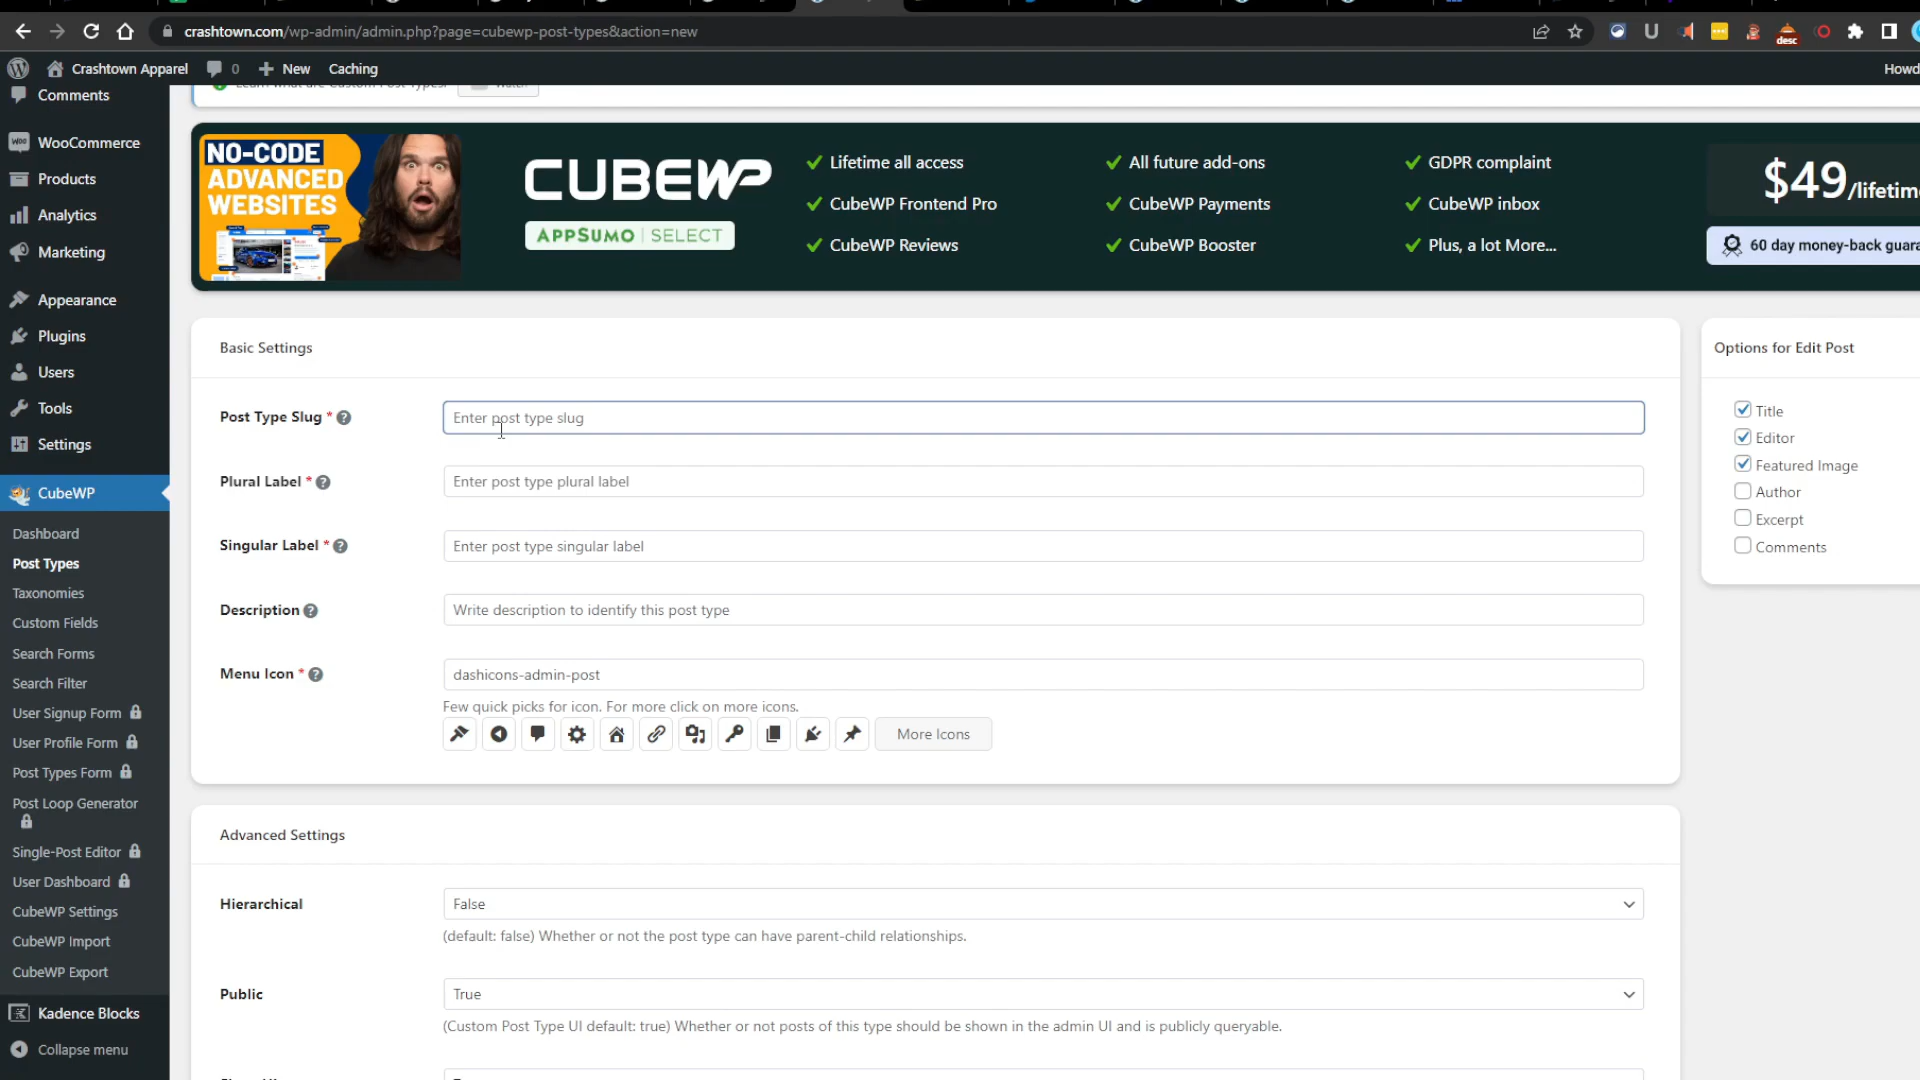 crashtown.com/wp-admin/admin.php?page=cubewp-post-types&action=new
desc
Crashtown Apparel
0
New
Caching
Howd
Comments
WooCommerce
Products
Analytics
Marketing
Appearance
Plugins
Users
Tools
Settings
CubeWP
Dashboard
Post Types
Taxonomies
Custom Fields
Search Forms
Search Filter
User Signup Form
User Profile Form
Post Types Form
Post Loop Generator
Single-Post Editor
User Dashboard
CubeWP Settings
CubeWP Import
CubeWP Export
Kadence Blocks
Collapse menu
Learn what are Custom Post Types.
NO-CODE
ADVANCED
WEBSITES
CUBEWP
APPSUMO | SELECT
Lifetime all access
CubeWP Frontend Pro
CubeWP Reviews
All future add-ons
CubeWP Payments
CubeWP Booster
GDPR complaint
CubeWP inbox
Plus, a lot More...
$49/lifetim
60 day money-back guara
Basic Settings
Post Type Slug *
Enter post type slug
Plural Label *
Enter post type plural label
Singular Label *
Enter post type singular label
Description
Write description to identify this post type
Menu Icon *
dashicons-admin-post
Few quick picks for icon. For more click on more icons.
More Icons
Advanced Settings
Hierarchical
False
(default: false) Whether or not the post type can have parent-child relationships.
Public
True
(Custom Post Type UI default: true) Whether or not posts of this type should be shown in the admin UI and is publicly queryable.
Options for Edit Post
Title
Editor
Featured Image
Author
Excerpt
Comments